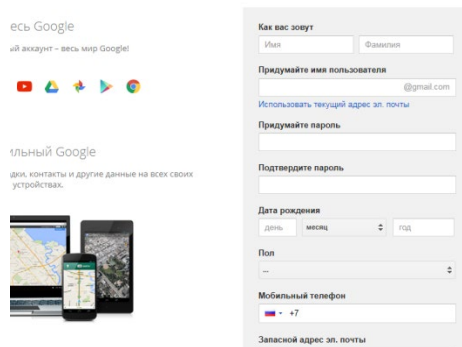 есь Google
ый аккаунт – весь мир Google!
ильный Google
дки, контакты и другие данные на всех своих
устройствах.
Как вас зовут
Имя
Фамилия
Придумайте имя пользователя
@gmail.com
Использовать текущий адрес эл. почты
Придумайте пароль
Подтвердите пароль
Дата рождения
день
месяц
год
Пол
--
Мобильный телефон
+7
Запасной адрес эл. почты